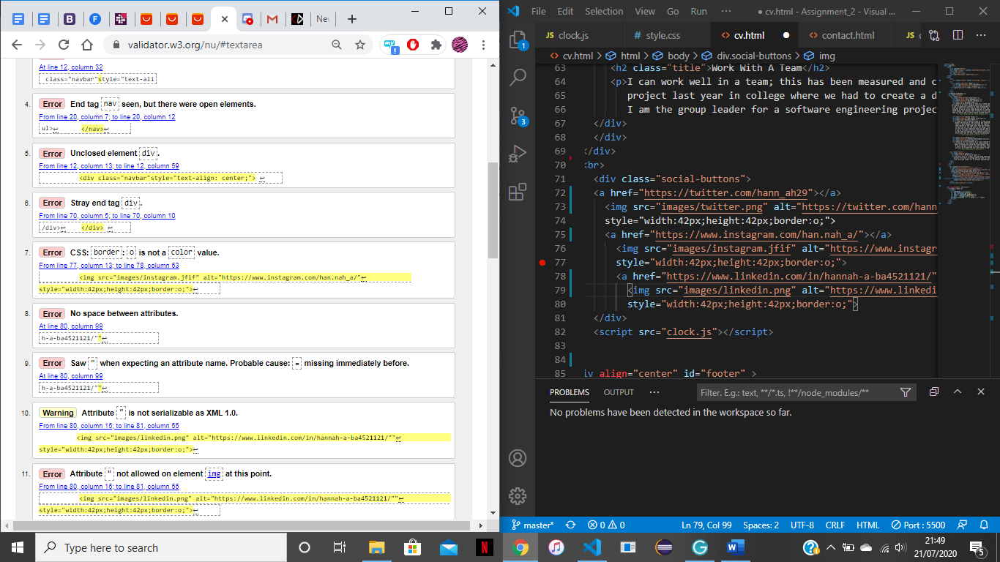 New
validator.w3.org/nu/#textarea
At line 12, column 32
class="navbar"style="text-ali
4. Error End tag nav seen, but there were open elements.
From line 20, column 7; to line 20, column 12
ul>↩ </nav>↩
5. Error Unclosed element div.
From line 12, column 13; to line 12, column 59
<div class="navbar"style="text-align: center;"> ↩
6. Error Stray end tag div.
From line 70, column 5; to line 70, column 10
/div>↩ </div> ↩
7. Error CSS: border: o is not a color value.
From line 77, column 13; to line 78, column 53
<img src="images/instagram.jfif" alt="https://www.instagram.com/han.nah_a/"↩
style="width:42px;height:42px;border:o;">↩
8. Error No space between attributes.
At line 80, column 99
h-a-ba4521121/""↩
9. Error Saw " when expecting an attribute name. Probable cause: = missing immediately before.
At line 80, column 99
h-a-ba4521121/""↩
10. Warning Attribute " is not serializable as XML 1.0.
From line 80, column 15; to line 81, column 55
<img src="images/linkedin.png" alt="https://www.linkedin.com/in/hannah-a-ba4521121/""↩
style="width:42px;height:42px;border:o;">↩
11. Error Attribute " not allowed on element img at this point.
From line 80, column 15; to line 81, column 55
<img src="images/linkedin.png" alt="https://www.linkedin.com/in/hannah-a-ba4521121/""↩
style="width:42px;height:42px;border:o;">↩
File Edit Selection View Go Run ··· ● cv.html - Assignment_2 - Visual ...
JS clock.js # style.css <> cv.html ● <> contact.html JS c
<> cv.html > html > body > div.social-buttons > img
63 <h2 class="title">Work With A Team</h2>
64 <p>I can work well in a team; this has been measured and c
65 project last year in college where we had to create a d
66 I am the group leader for a software engineering projec
67 </div>
68 </div>
69 </div>
70 <br>
71 <div class="social-buttons">
72 <a href="https://twitter.com/hann_ah29"></a>
73 <img src="images/twitter.png" alt="https://twitter.com/hann
74 style="width:42px;height:42px;border:o;">
75 <a href="https://www.instagram.com/han.nah_a/"></a>
76 <img src="images/instagram.jfif" alt="https://www.instagr
77 style="width:42px;height:42px;border:o;">
78 <a href="https://www.linkedin.com/in/hannah-a-ba4521121/"
79 <img src="images/linkedin.png" alt="https://www.linkedi
80 style="width:42px;height:42px;border:o;">
81 </div>
82 <script src="clock.js"></script>
83
84
85 iv align="center" id="footer" >
PROBLEMS OUTPUT ··· Filter. E.g.: text, **/*.ts, !**/node_modules/**
No problems have been detected in the workspace so far.
master* 0 0 Ln 79, Col 99 Spaces: 2 UTF-8 CRLF HTML Port : 5500
Type here to search
21:49
21/07/2020
5